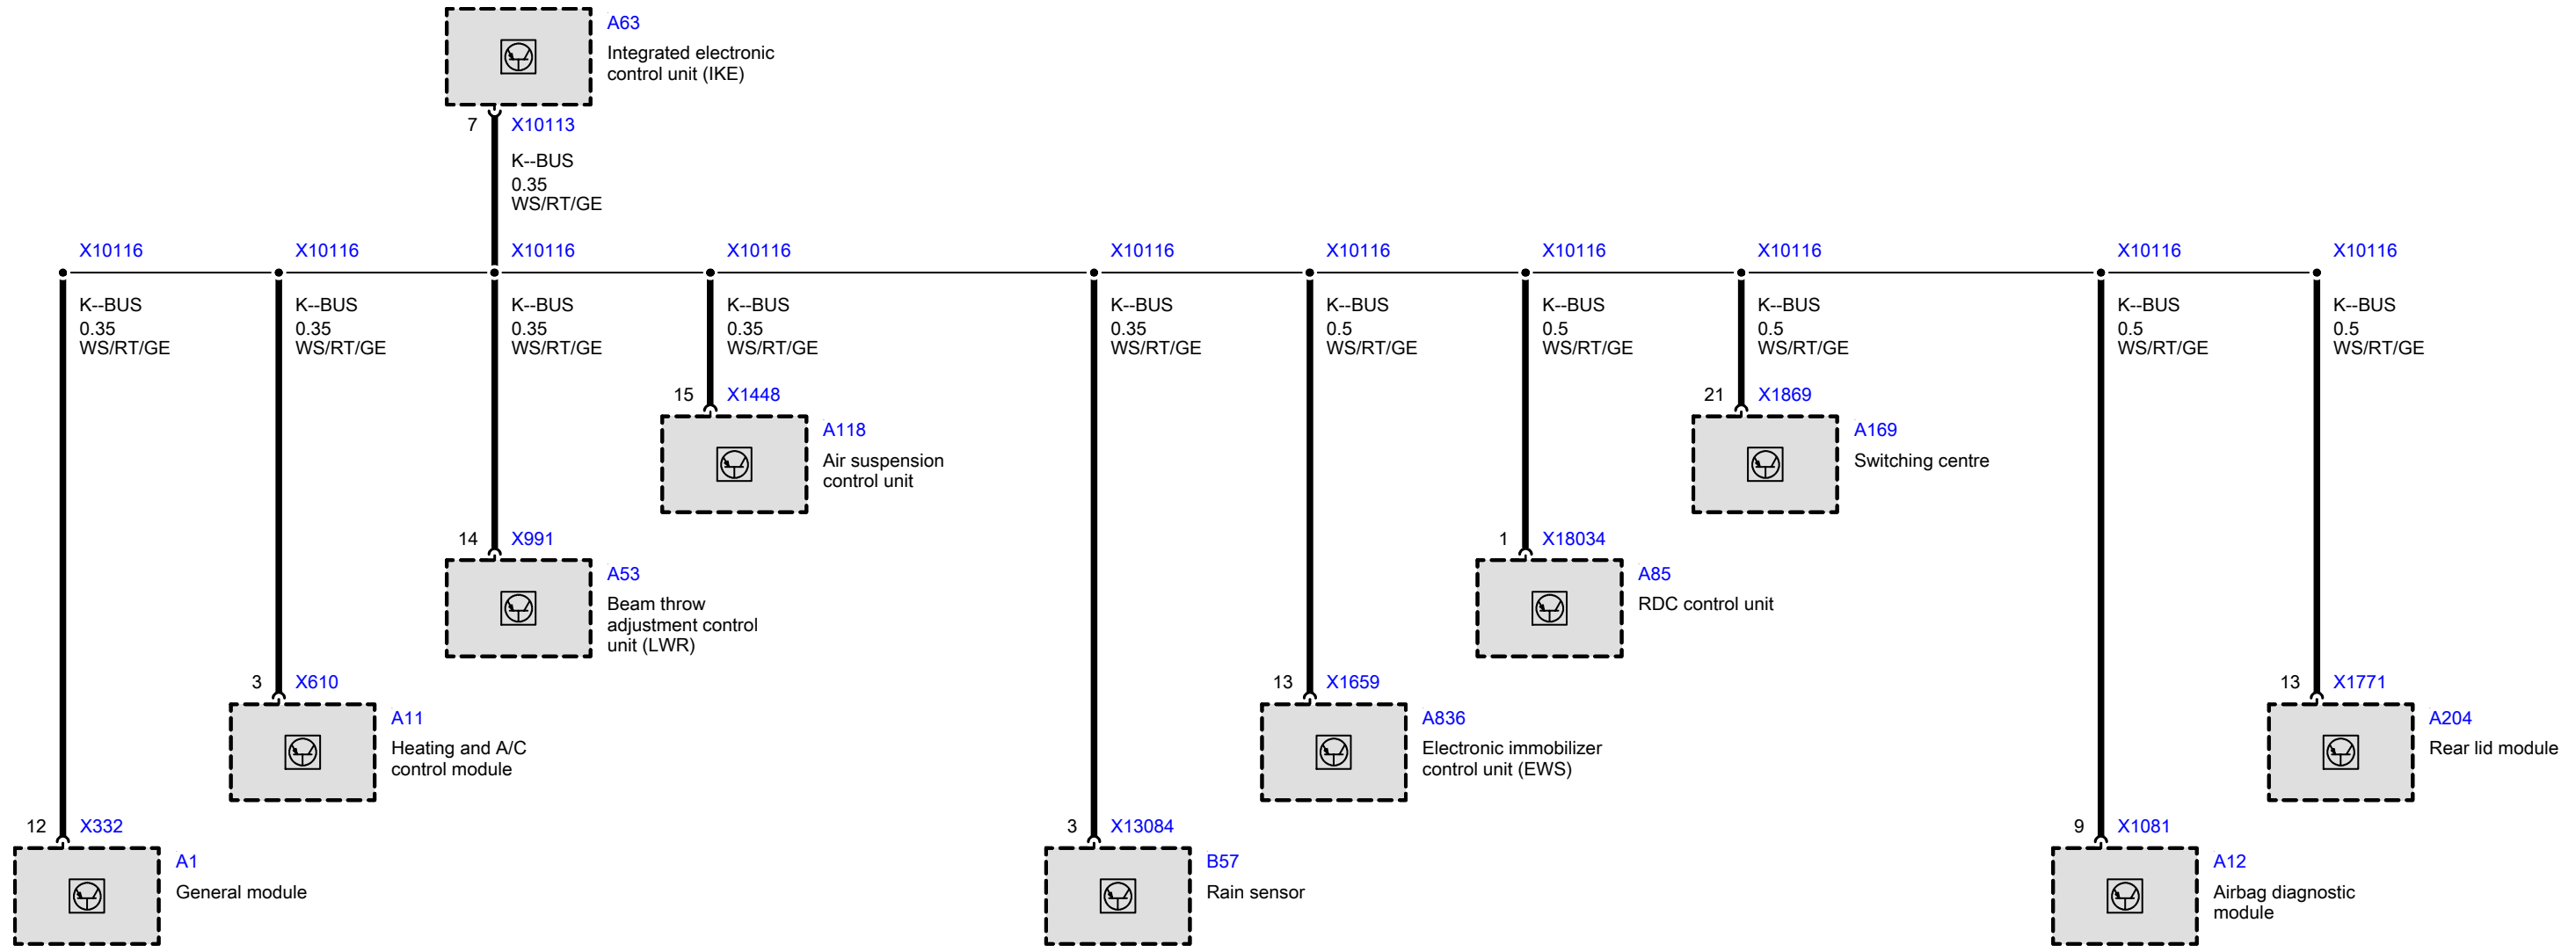 A63
Integrated electronic
control unit (IKE)
7 X10113
K--BUS
0.35
WS/RT/GE
X10116 X10116 X10116 X10116 X10116 X10116 X10116 X10116 X10116 X10116
K--BUS K--BUS K--BUS K--BUS K--BUS K--BUS K--BUS K--BUS K--BUS K--BUS
0.35 0.35 0.35 0.35 0.35 0.5 0.5 0.5 0.5 0.5
WS/RT/GE WS/RT/GE WS/RT/GE WS/RT/GE WS/RT/GE WS/RT/GE WS/RT/GE WS/RT/GE WS/RT/GE WS/RT/GE
15 X1448
A118
Air suspension
control unit
21 X1869
A169
Switching centre
14 X991
A53
Beam throw
adjustment control
unit (LWR)
1 X18034
A85
RDC control unit
3 X610
A11
Heating and A/C
control module
13 X1659
A836
Electronic immobilizer
control unit (EWS)
13 X1771
A204
Rear lid module
12 X332
A1
General module
3 X13084
B57
Rain sensor
9 X1081
A12
Airbag diagnostic
module